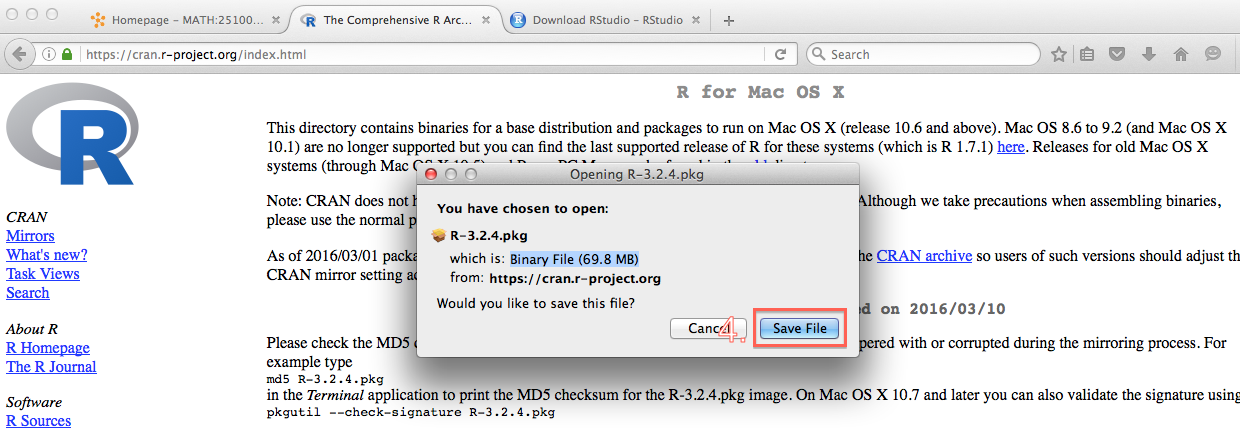 Homepage – MATH:25100...
The Comprehensive R Arc...
Download RStudio – RStudio
https://cran.r-project.org/index.html
Search
R
R for Mac OS X
This directory contains binaries for a base distribution and packages to run on Mac OS X (release 10.6 and above). Mac OS 8.6 to 9.2 (and Mac OS X
10.1) are no longer supported but you can find the last supported release of R for these systems (which is R 1.7.1) here. Releases for old Mac OS X
systems (through Mac OS X 10.5) and
Note: CRAN does not
Although we take precautions when assembling binaries,
please use the normal
As of 2016/03/01
the CRAN archive so users of such versions should adjust the
CRAN mirror setting
d on 2016/03/10
Please check the MD5
pered with or corrupted during the mirroring process. For
example type
md5 R-3.2.4.pkg
in the Terminal application to print the MD5 checksum for the R-3.2.4.pkg image. On Mac OS X 10.7 and later you can also validate the signature using
pkgutil --check-signature R-3.2.4.pkg
CRAN
Mirrors
What's new?
Task Views
Search
About R
R Homepage
The R Journal
Software
R Sources
Opening R-3.2.4.pkg
You have chosen to open:
R-3.2.4.pkg
which is: Binary File (69.8 MB)
from: https://cran.r-project.org
Would you like to save this file?
Cancel
4.
Save File